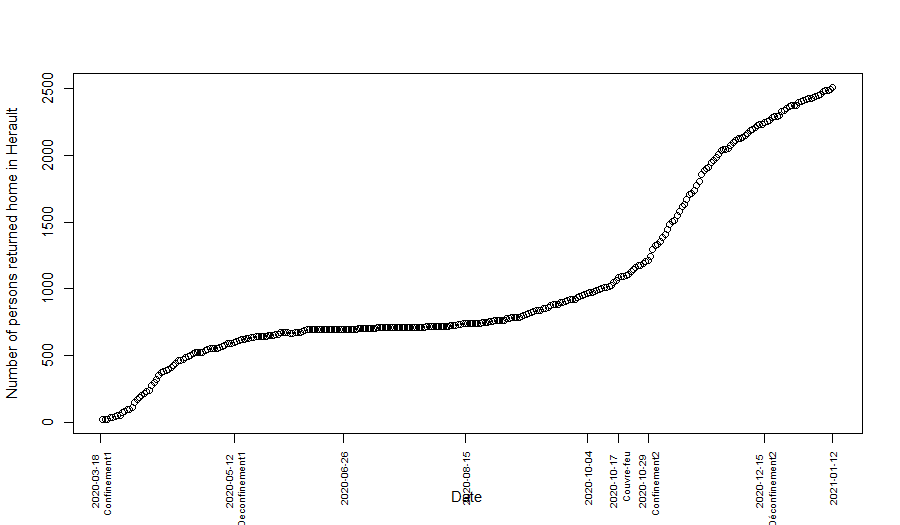 Number of persons returned home in Herault
2500
2000
1500
1000
500
0
2020-03-18
Confinement1
2020-05-12
Deconfinement1
2020-06-26
2020-08-15
2020-10-04
2020-10-17
Couvre-feu
2020-10-29
Confinement2
2020-12-15
Déconfinement2
2021-01-12
Date